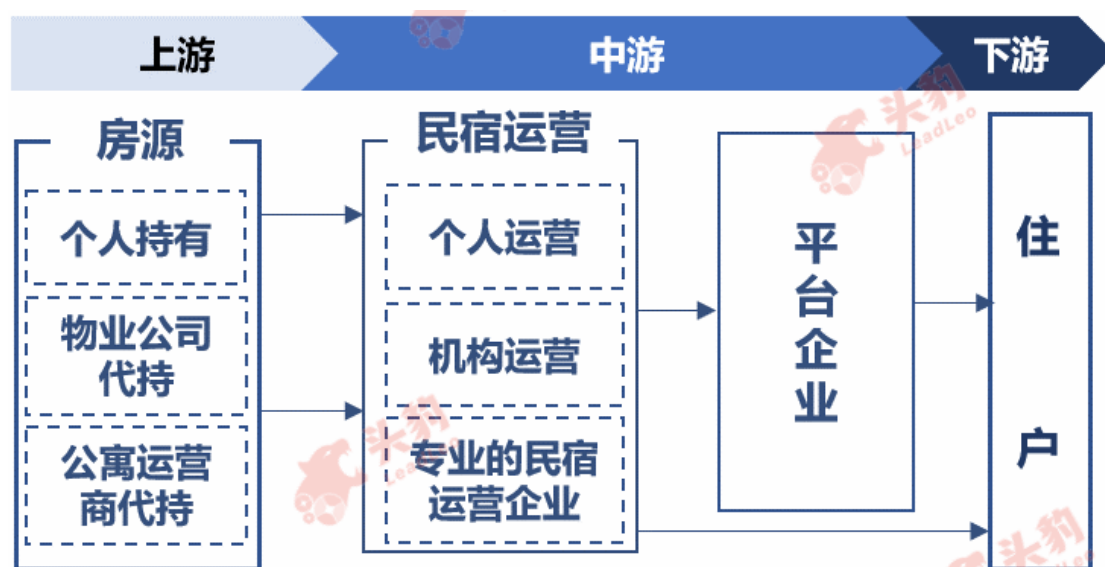 上游
中游
下游
房源
个人持有
物业公司
代持
公寓运营
商代持
民宿运营
个人运营
机构运营
专业的民宿
运营企业
平台企业
住户
头豹
LeadLeo
头豹
LeadLeo
头豹